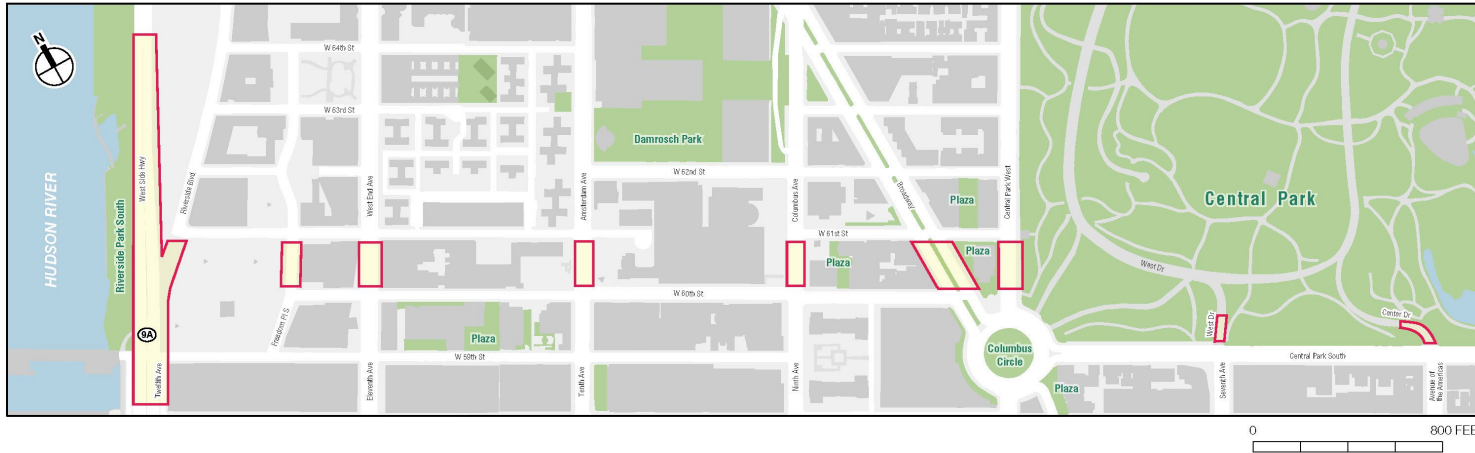 N
HUDSON RIVER
Riverside Park South
West Side Hwy
9A
Twelfth Ave
Riverside Blvd
Freedom Pl S
W 64th St
W 63rd St
West End Ave
Eleventh Ave
Plaza
W 59th St
Amsterdam Ave
Tenth Ave
Damrosch Park
W 62nd St
W 61st St
W 60th St
Columbus Ave
Ninth Ave
Broadway
Plaza
Plaza
Plaza
Central Park West
Columbus
Circle
Plaza
Central Park
West Dr
West Dr
Center Dr
Central Park South
Seventh Ave
Avenue of
the Americas
0
800 FEE